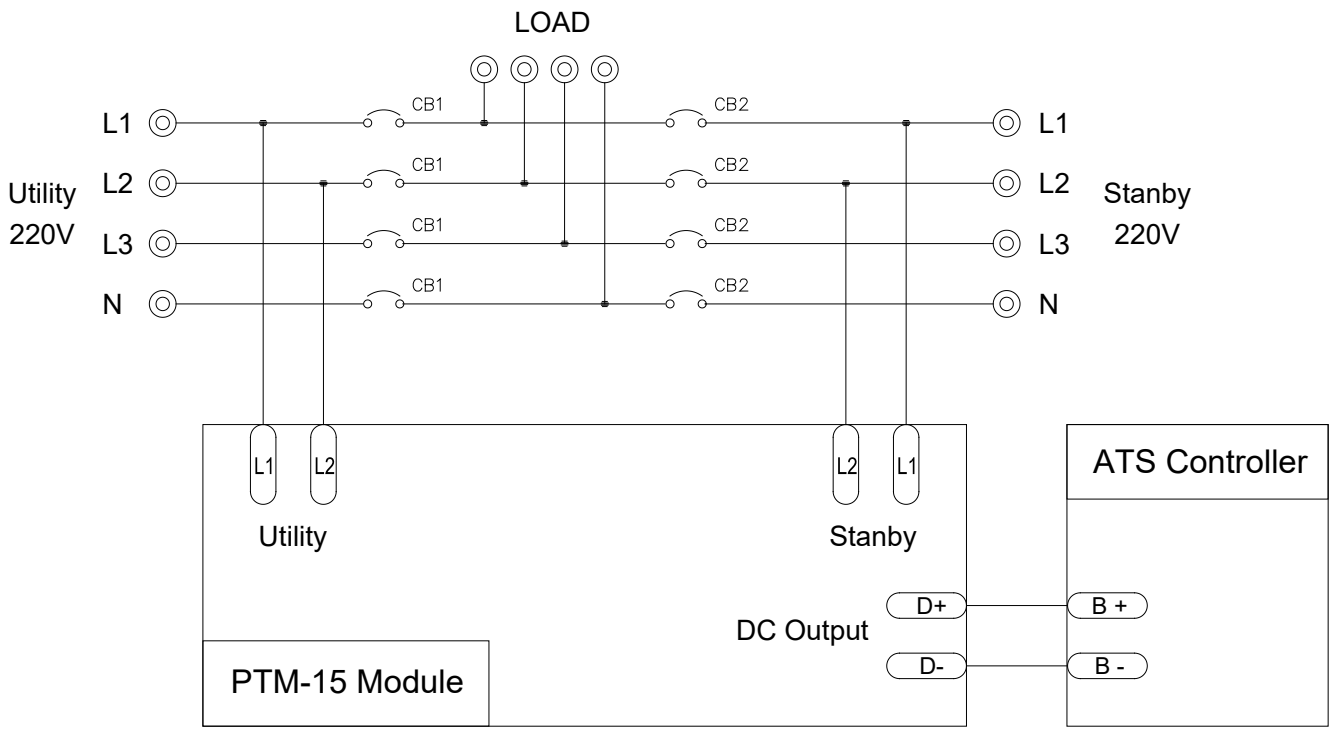 LOAD
L1 CB1 CB2 L1
L2 CB1 CB2 L2
Utility Stanby
220V 220V
L3 CB1 CB2 L3
N CB1 CB2 N
L1 L2 L2 L1
ATS Controller
Utility Stanby
D+ B +
DC Output
D- B -
PTM-15 Module